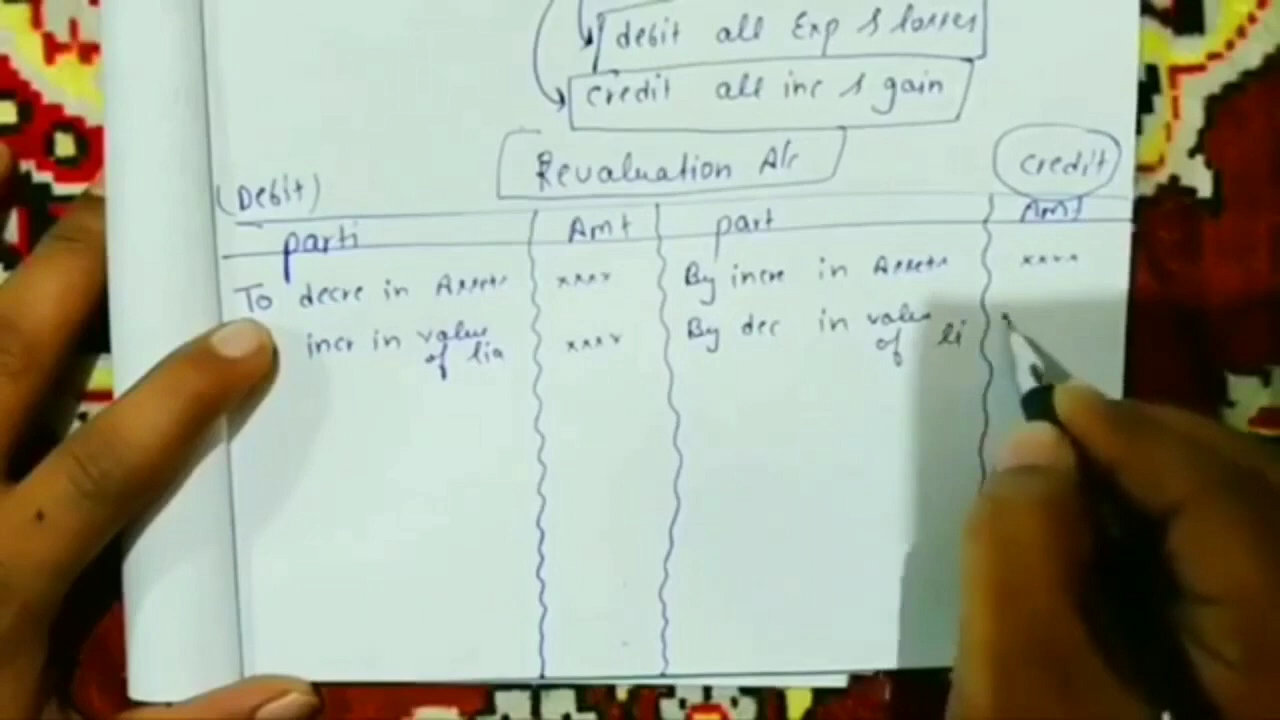 debit all Exp & losses
credit all inc & gain
Revaluation A/c
(Debit)
credit
parti
Amt
part
Amt
To decre in Assets
xxxx
By incre in Assets
xxxx
incr in value of lia
xxxx
By dec in value of li